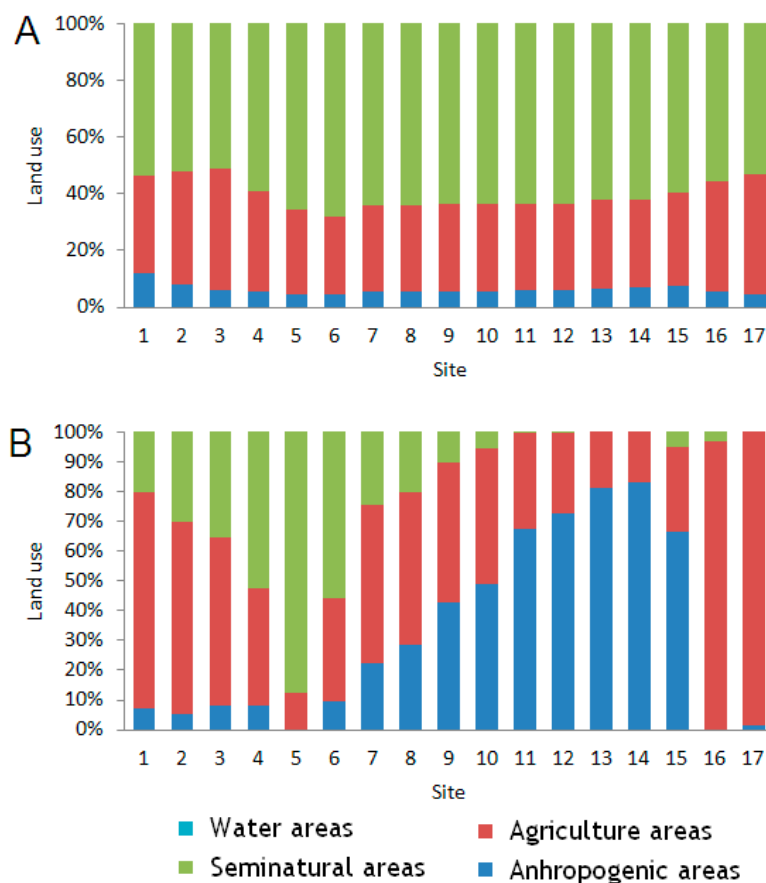 A
100%
80%
60%
40%
20%
0%
Land use
1 2 3 4 5 6 7 8 9 10 11 12 13 14 15 16 17
Site
B
100%
90%
80%
70%
60%
50%
40%
30%
20%
10%
0%
Land use
1 2 3 4 5 6 7 8 9 10 11 12 13 14 15 16 17
Site
Water areas Agriculture areas
Seminatural areas Anhropogenic areas